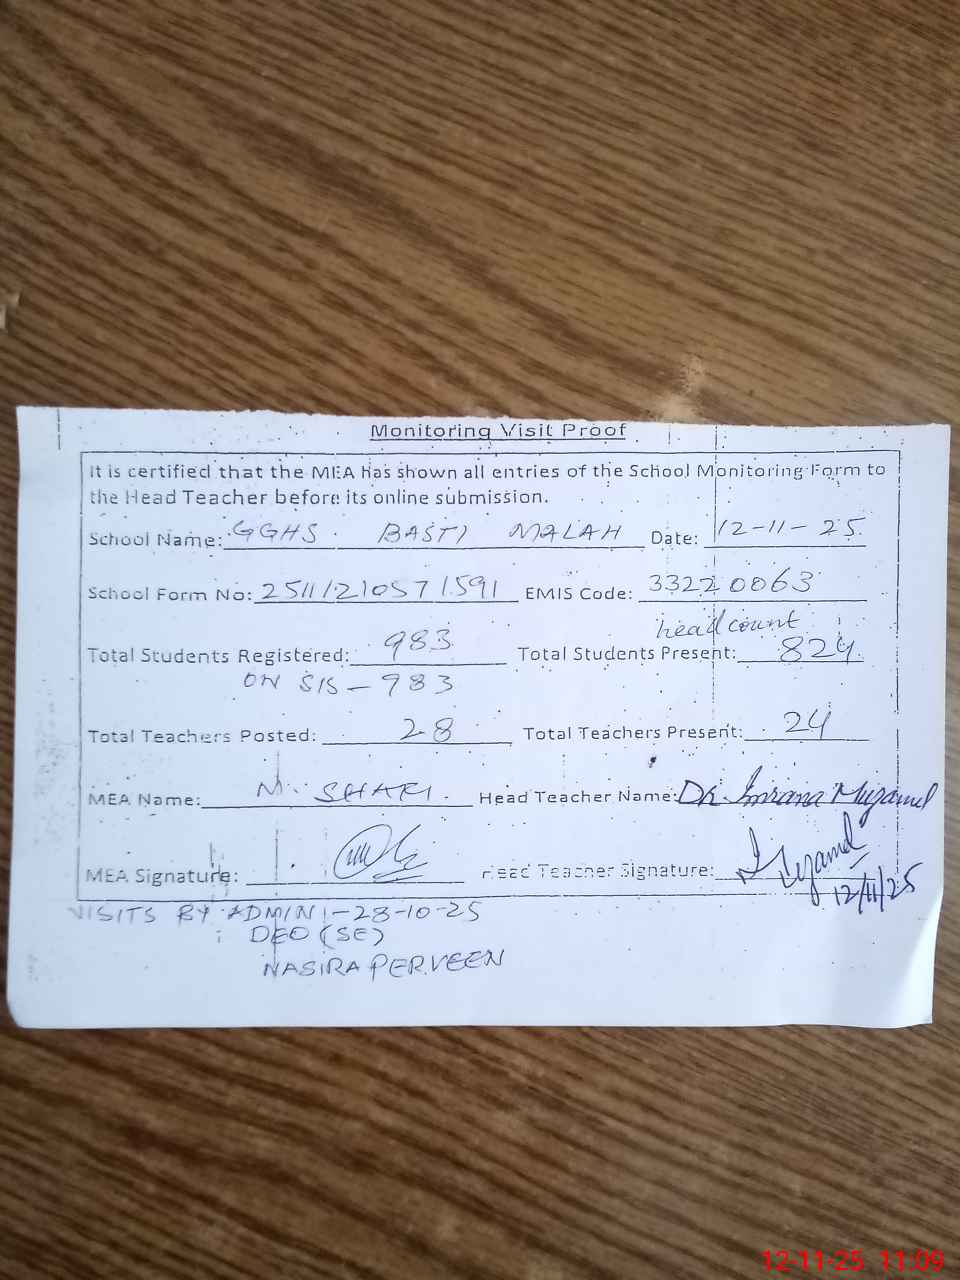 Monitoring Visit Proof
It is certified that the MEA has shown all entries of the School Monitoring Form to
the Head Teacher before its online submission.
School Name: GGHS BASTI MALAH Date: 12-11-25
School Form No: 2511121057 1591 EMIS Code: 33220063
head count
Total Students Registered: 983 Total Students Present: 824
ON SIS - 983
Total Teachers Posted: 28 Total Teachers Present: 24
MEA Name: M. SHAFI Head Teacher Name: Dr. Imrana Muzamil
MEA Signature: Head Teacher Signature:
12/11/25
VISITS BY ADMIN:- 28-10-25
DEO (SE)
NASIRA PERVEEN
12-11-25 11:09